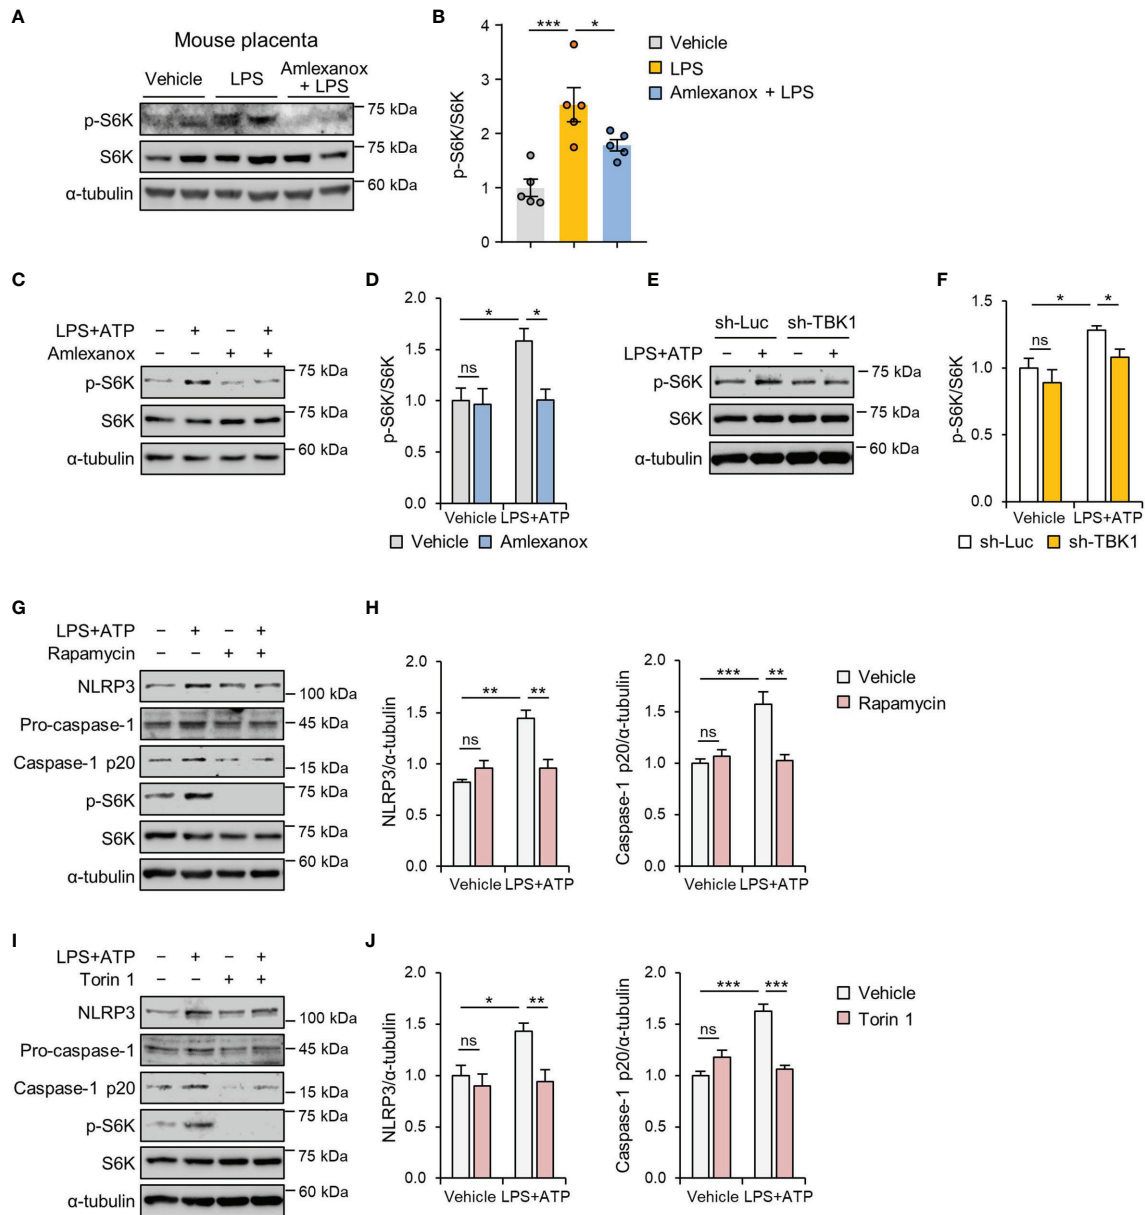 A
Mouse placenta
Vehicle LPS Amlexanox + LPS
p-S6K 75 kDa
S6K 75 kDa
α-tubulin 60 kDa
B
*** *
4
3
2
1
0
p-S6K/S6K
Vehicle
LPS
Amlexanox + LPS
C
LPS+ATP – + – +
Amlexanox – – + +
p-S6K 75 kDa
S6K 75 kDa
α-tubulin 60 kDa
D
2.0
1.5
1.0
0.5
0.0
p-S6K/S6K
* *
ns
Vehicle LPS+ATP
Vehicle Amlexanox
E
sh-Luc sh-TBK1
LPS+ATP – + – +
p-S6K 75 kDa
S6K 75 kDa
α-tubulin 60 kDa
F
1.5
1.0
0.5
0.0
p-S6K/S6K
* *
ns
Vehicle LPS+ATP
sh-Luc sh-TBK1
G
LPS+ATP – + – +
Rapamycin – – + +
NLRP3 100 kDa
Pro-caspase-1 45 kDa
Caspase-1 p20 15 kDa
p-S6K 75 kDa
S6K 75 kDa
α-tubulin 60 kDa
H
2.0
1.5
1.0
0.5
0.0
NLRP3/α-tubulin
** **
ns
Vehicle LPS+ATP
2.0
1.5
1.0
0.5
0.0
Caspase-1 p20/α-tubulin
*** **
ns
Vehicle LPS+ATP
Vehicle
Rapamycin
I
LPS+ATP – + – +
Torin 1 – – + +
NLRP3 100 kDa
Pro-caspase-1 45 kDa
Caspase-1 p20 15 kDa
p-S6K 75 kDa
S6K 75 kDa
α-tubulin 60 kDa
J
2.0
1.5
1.0
0.5
0.0
NLRP3/α-tubulin
* **
ns
Vehicle LPS+ATP
2.0
1.5
1.0
0.5
0.0
Caspase-1 p20/α-tubulin
*** ***
ns
Vehicle LPS+ATP
Vehicle
Torin 1